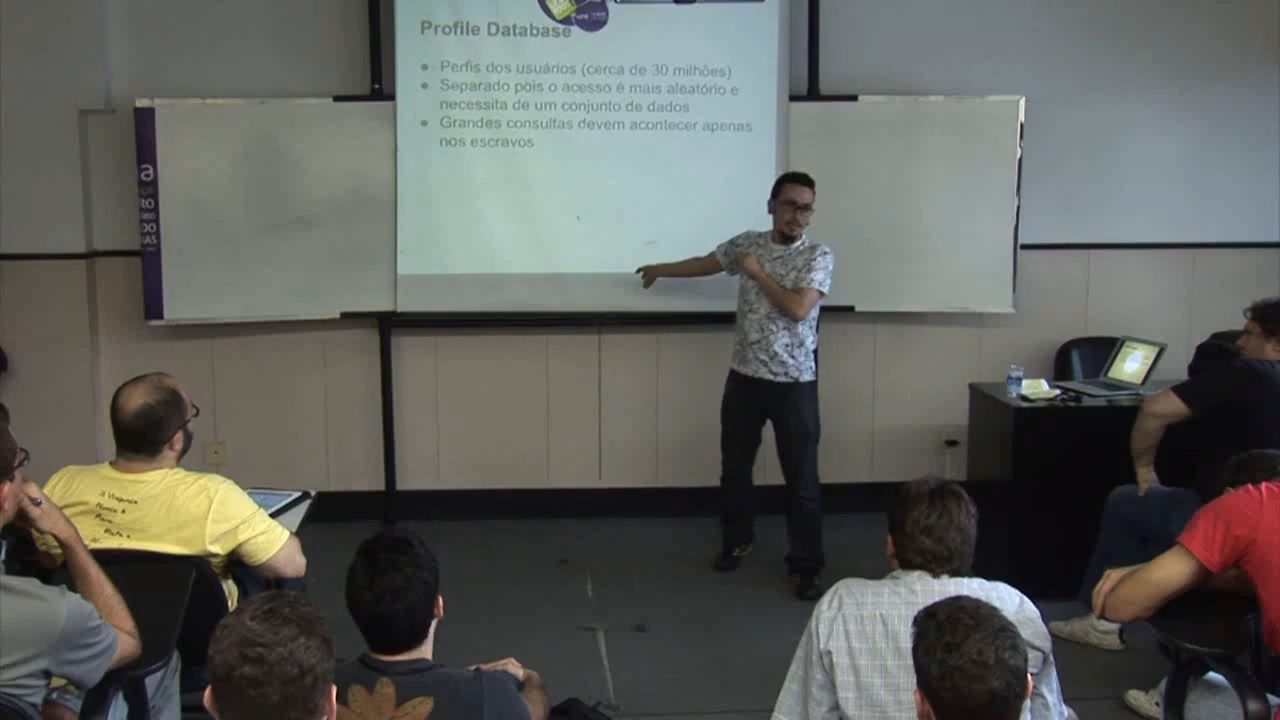 Profile Database
● Perfis dos usuários (cerca de 30 milhões)
● Separado pois o acesso é mais aleatório e
necessita de um conjunto de dados
● Grandes consultas devem acontecer apenas
nos escravos